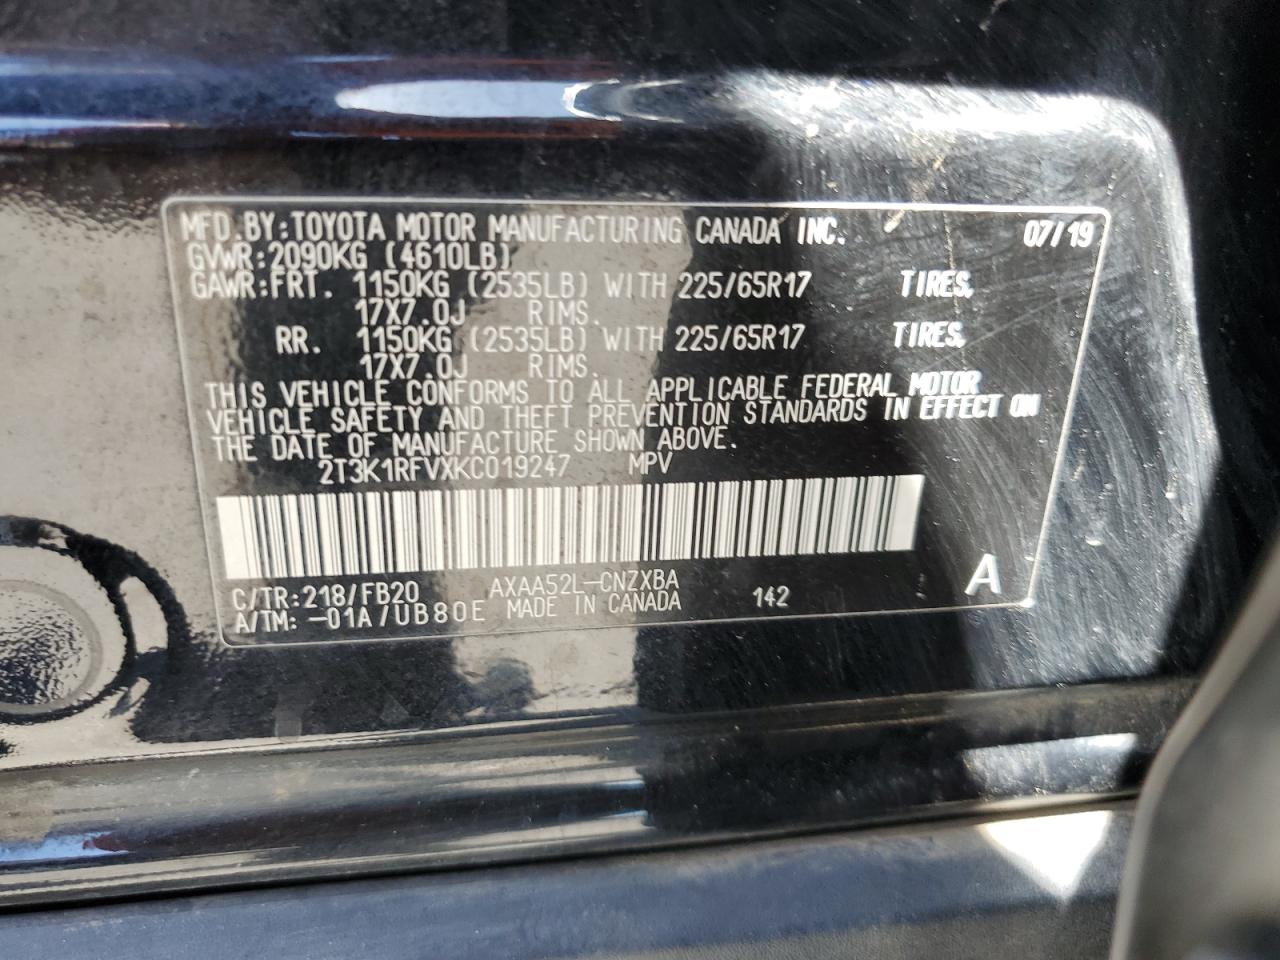 MFD.BY:TOYOTA MOTOR MANUFACTURING CANADA INC. 07/19
GVWR:2090KG (4610LB)
GAWR:FRT. 1150KG (2535LB) WITH 225/65R17 TIRES,
17X7.0J RIMS.
RR. 1150KG (2535LB) WITH 225/65R17 TIRES,
17X7.0J RIMS.
THIS VEHICLE CONFORMS TO ALL APPLICABLE FEDERAL MOTOR
VEHICLE SAFETY AND THEFT PREVENTION STANDARDS IN EFFECT ON
THE DATE OF MANUFACTURE SHOWN ABOVE.
2T3K1RFVXKC019247 MPV
C/TR:218/FB20 AXAA52L-CNZXBA
A/TM:-01A/UB80E MADE IN CANADA 142 A